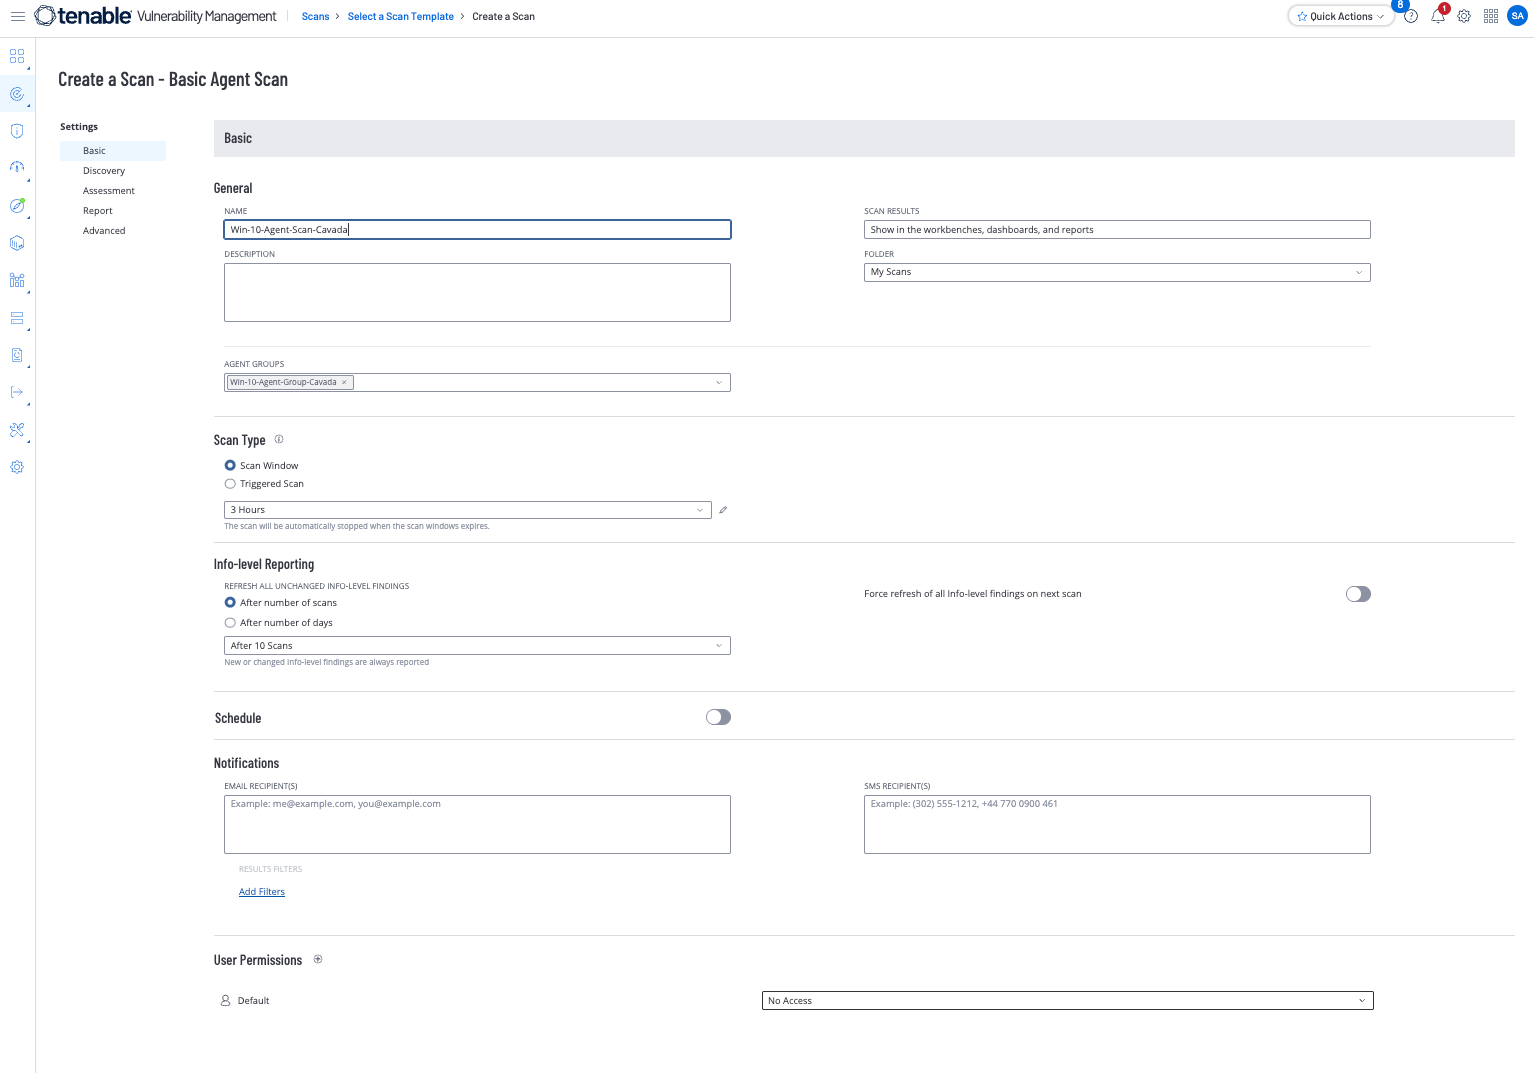 tenable Vulnerability Management Scans > Select a Scan Template > Create a Scan Quick Actions 8 ? 1 SA
Create a Scan - Basic Agent Scan
Settings
Basic
Discovery
Assessment
Report
Advanced
Basic
General
NAME
Win-10-Agent-Scan-Cavada
SCAN RESULTS
Show in the workbenches, dashboards, and reports
DESCRIPTION
FOLDER
My Scans
AGENT GROUPS
Win-10-Agent-Group-Cavada ×
Scan Type
Scan Window
Triggered Scan
3 Hours
The scan will be automatically stopped when the scan windows expires.
Info-level Reporting
REFRESH ALL UNCHANGED INFO-LEVEL FINDINGS
After number of scans
After number of days
After 10 Scans
New or changed info-level findings are always reported
Force refresh of all Info-level findings on next scan
Schedule
Notifications
EMAIL RECIPIENT(S)
Example: me@example.com, you@example.com
SMS RECIPIENT(S)
Example: (302) 555-1212, +44 770 0900 461
RESULTS FILTERS
Add Filters
User Permissions
Default
No Access